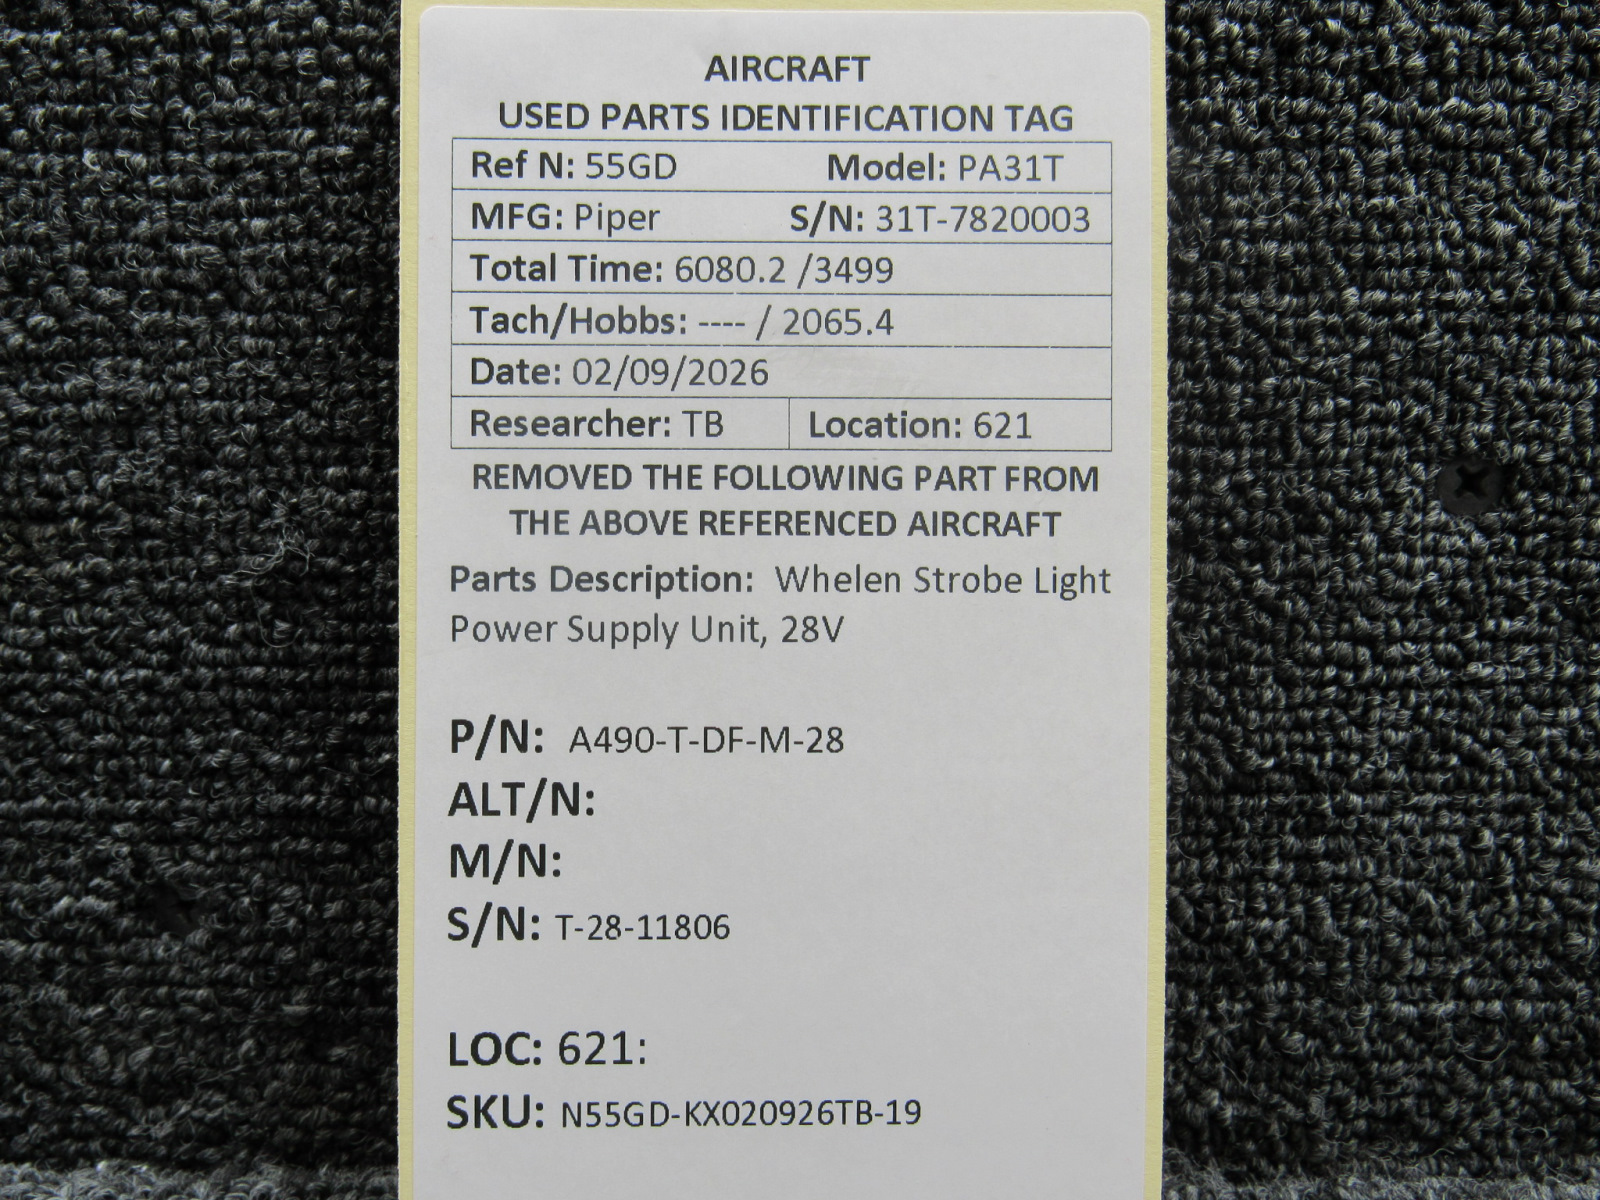 AIRCRAFT
USED PARTS IDENTIFICATION TAG
Ref N: 55GD Model: PA31T
MFG: Piper S/N: 31T-7820003
Total Time: 6080.2 /3499
Tach/Hobbs: ---- / 2065.4
Date: 02/09/2026
Researcher: TB Location: 621
REMOVED THE FOLLOWING PART FROM
THE ABOVE REFERENCED AIRCRAFT
Parts Description: Whelen Strobe Light
Power Supply Unit, 28V
P/N: A490-T-DF-M-28
ALT/N:
M/N:
S/N: T-28-11806
LOC: 621:
SKU: N55GD-KX020926TB-19